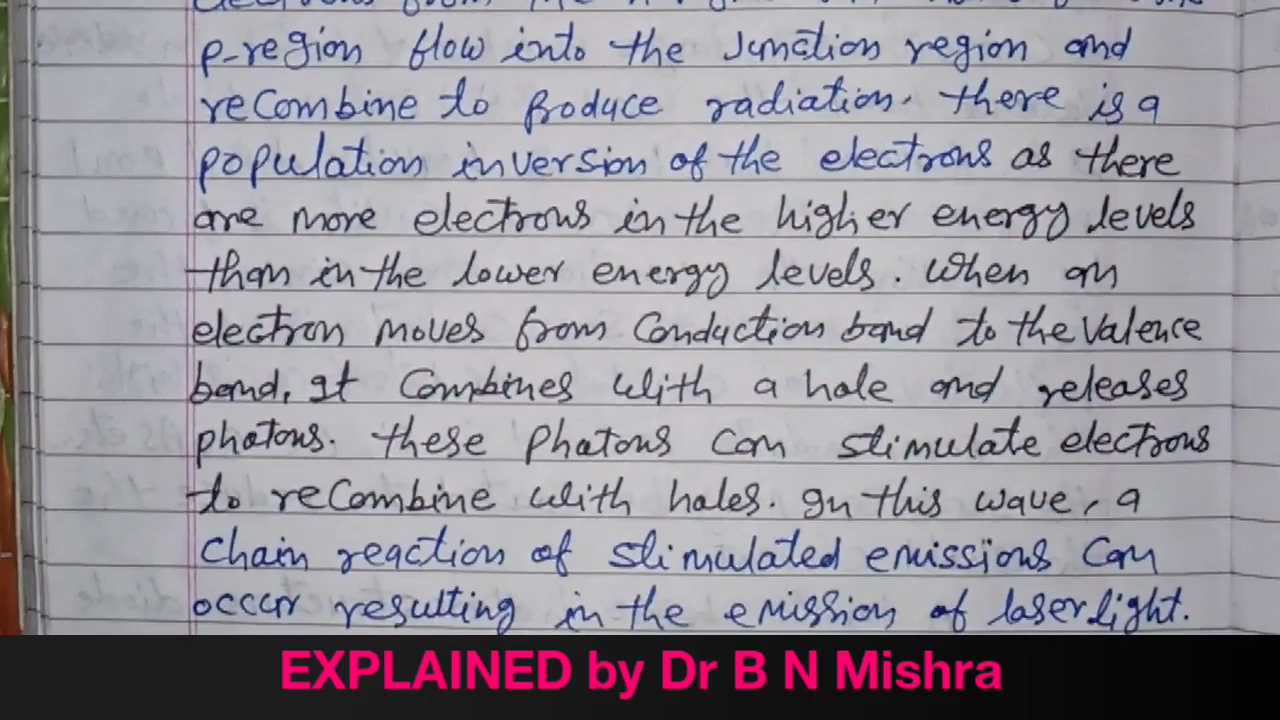 p-region flow into the Junction region and
recombine to produce radiation. there is a
population inversion of the electrons as there
are more electrons in the higher energy levels
than in the lower energy levels. When an
electron moves from Conduction band to the Valence
band, It Combines with a hole and releases
photons. these photons can stimulate electrons
to recombine with holes. In this wave, a
Chain reaction of stimulated emissions Can
occur resulting in the emission of laser light.
EXPLAINED by Dr B N Mishra